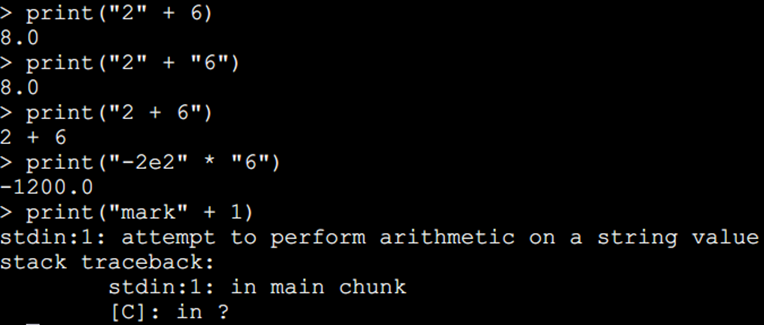 > print("2" + 6)
8.0
> print("2" + "6")
8.0
> print("2 + 6")
2 + 6
> print("-2e2" * "6")
-1200.0
> print("mark" + 1)
stdin:1: attempt to perform arithmetic on a string value
stack traceback:
        stdin:1: in main chunk
        [C]: in ?